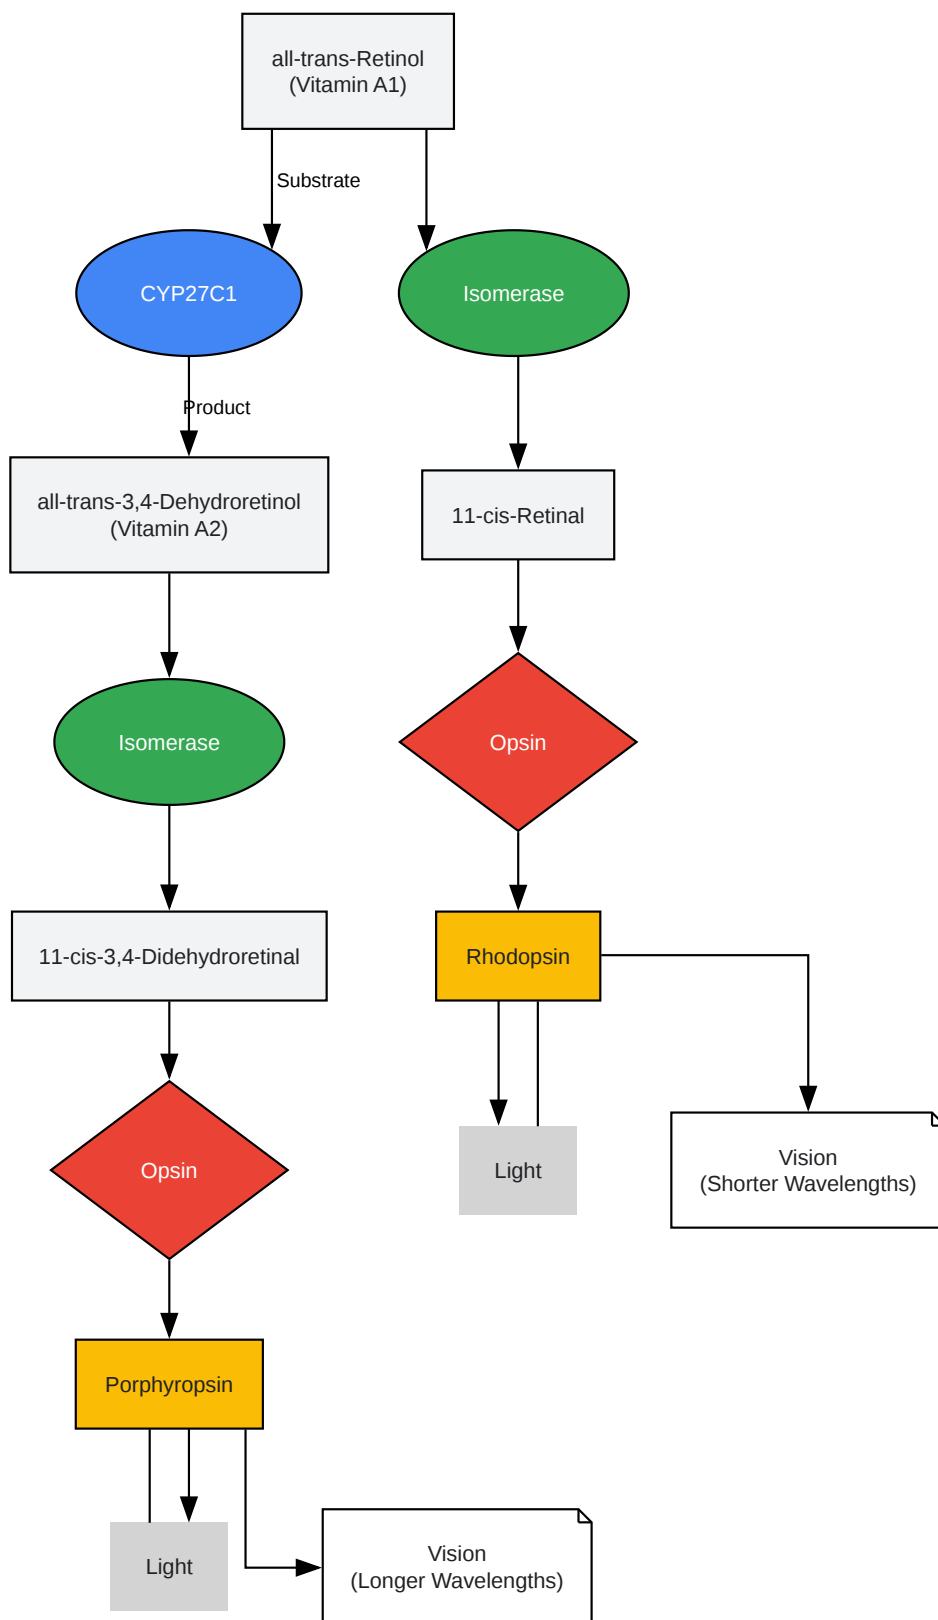 all-trans-Retinol
(Vitamin A1)
Substrate
CYP27C1
Isomerase
Product
all-trans-3,4-Dehydroretinol
(Vitamin A2)
11-cis-Retinal
Isomerase
Opsin
11-cis-3,4-Didehydroretinal
Rhodopsin
Opsin
Light
Vision
(Shorter Wavelengths)
Porphyropsin
Light
Vision
(Longer Wavelengths)